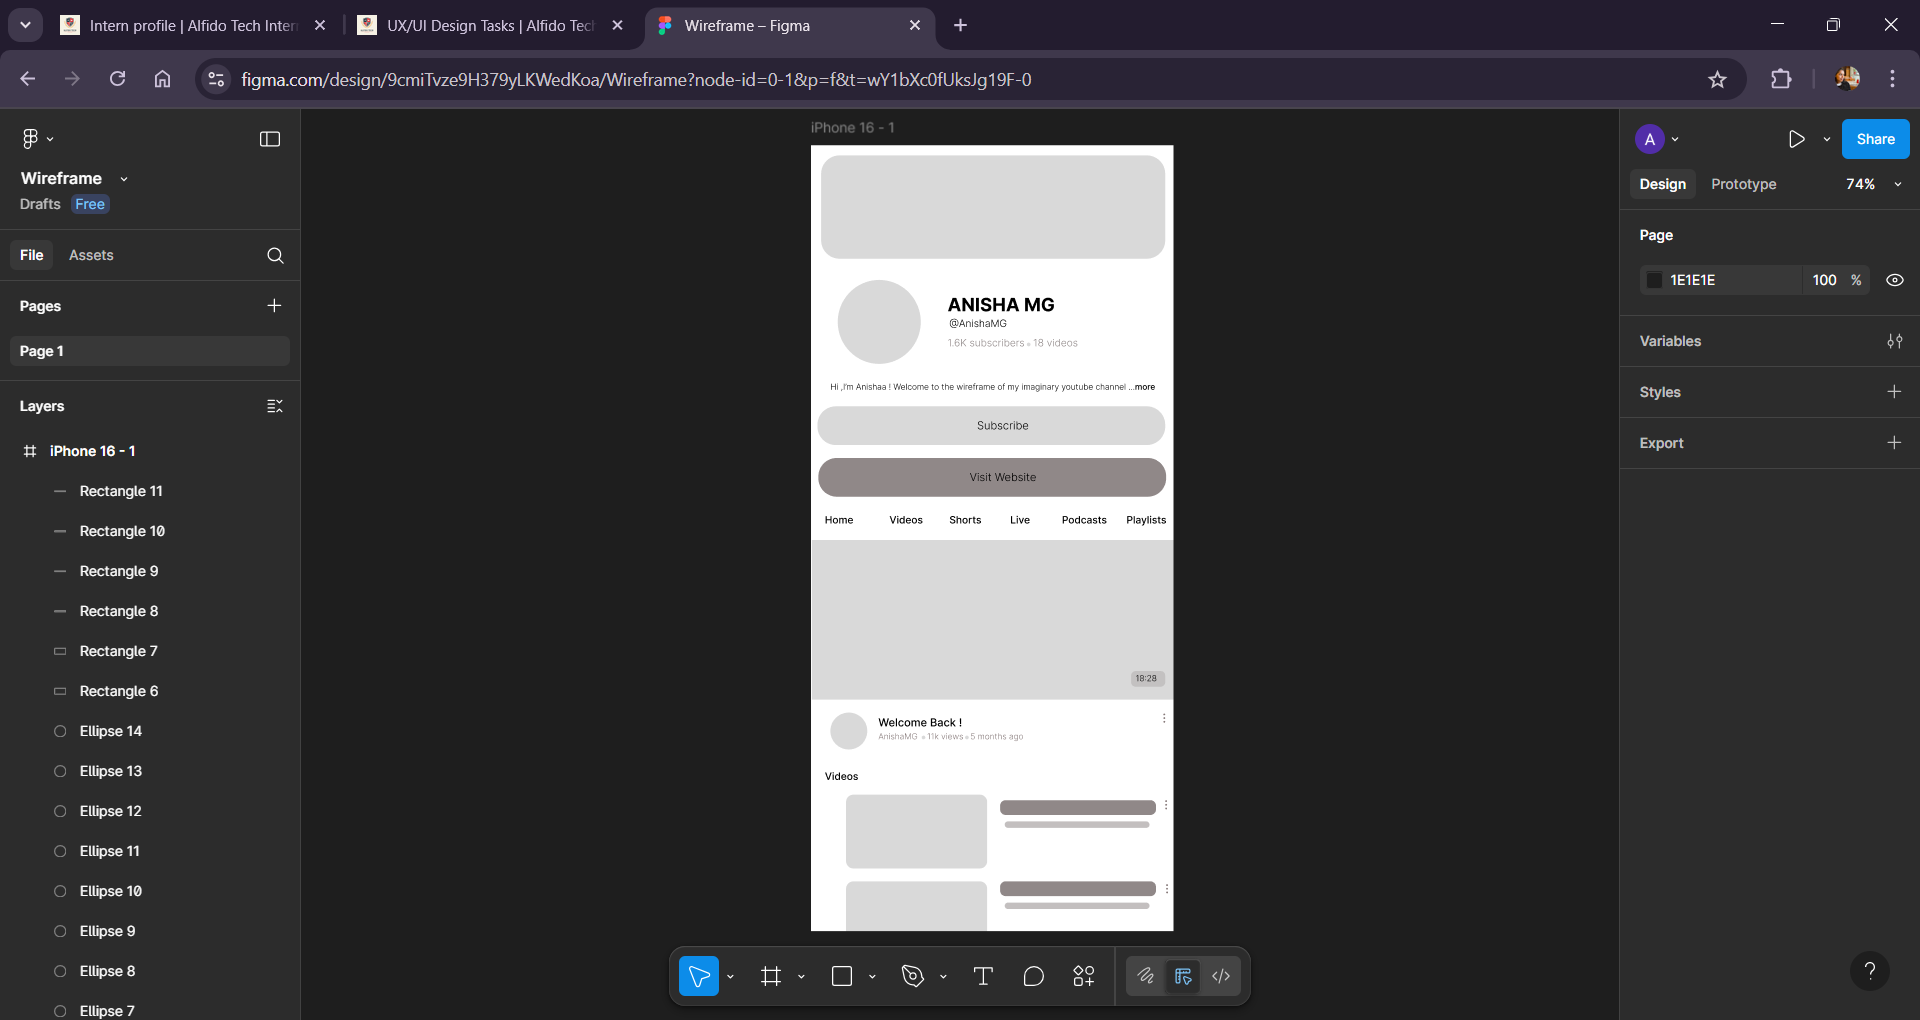 Intern profile | Alfido Tech Inter
UX/UI Design Tasks | Alfido Tech
Wireframe – Figma
figma.com/design/9cmiTvze9H379yLKWedKoa/Wireframe?node-id=0-1&p=f&t=wY1bXc0fUksJg19F-0
Wireframe
Drafts Free
File Assets
Pages
Page 1
Layers
iPhone 16 - 1
Rectangle 11
Rectangle 10
Rectangle 9
Rectangle 8
Rectangle 7
Rectangle 6
Ellipse 14
Ellipse 13
Ellipse 12
Ellipse 11
Ellipse 10
Ellipse 9
Ellipse 8
Ellipse 7
iPhone 16 - 1
ANISHA MG
@AnishaMG
1.6K subscribers 18 videos
Hi ,I'm Anishaa ! Welcome to the wireframe of my imaginary youtube channel ...more
Subscribe
Visit Website
Home Videos Shorts Live Podcasts Playlists
18:28
Welcome Back !
AnishaMG 11k views 5 months ago
Videos
A
Share
Design Prototype 74%
Page
1E1E1E 100 %
Variables
Styles
Export
?